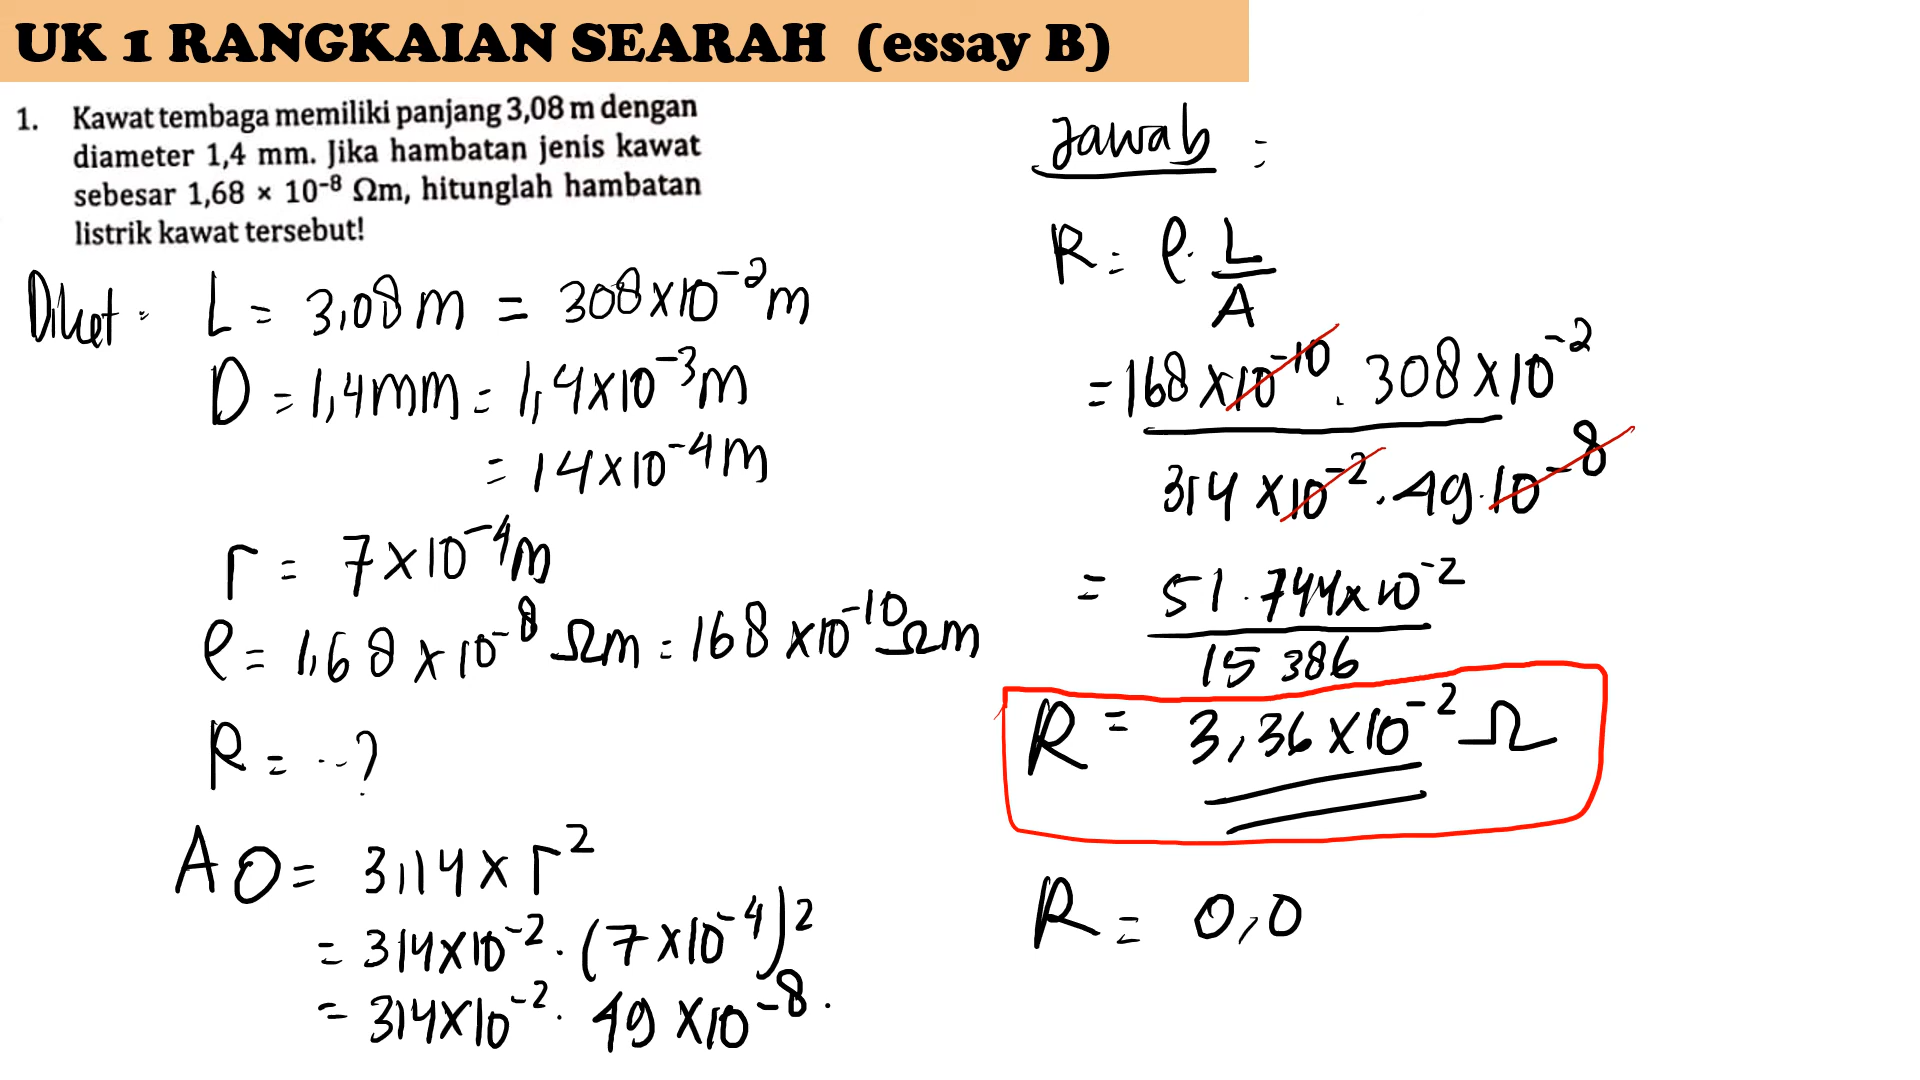 UK 1 RANGKAIAN SEARAH (essay B)
1. Kawat tembaga memiliki panjang 3,08 m dengan
diameter 1,4 mm. Jika hambatan jenis kawat
sebesar 1,68 × 10⁻⁸ Ωm, hitunglah hambatan
listrik kawat tersebut!
Diket : L = 3,08 m = 308 x 10⁻² m
D = 1,4 mm = 1,4 x 10⁻³ m
= 14 x 10⁻⁴ m
r = 7 x 10⁻⁴ m
ρ = 1,68 x 10⁻⁸ Ωm = 168 x 10⁻¹⁰ Ωm
R = ...?
A O = 3,14 x r²
= 314 x 10⁻² . (7 x 10⁻⁴)²
= 314 x 10⁻² . 49 x 10⁻⁸ .
Jawab :
R = ρ . L
A
= 168 x 10⁻¹⁰ . 308 x 10⁻²
314 x 10⁻² . 49 . 10⁻⁸
= 51.744 x 10⁻²
15 386
R = 3,36 x 10⁻² Ω
R = 0,0